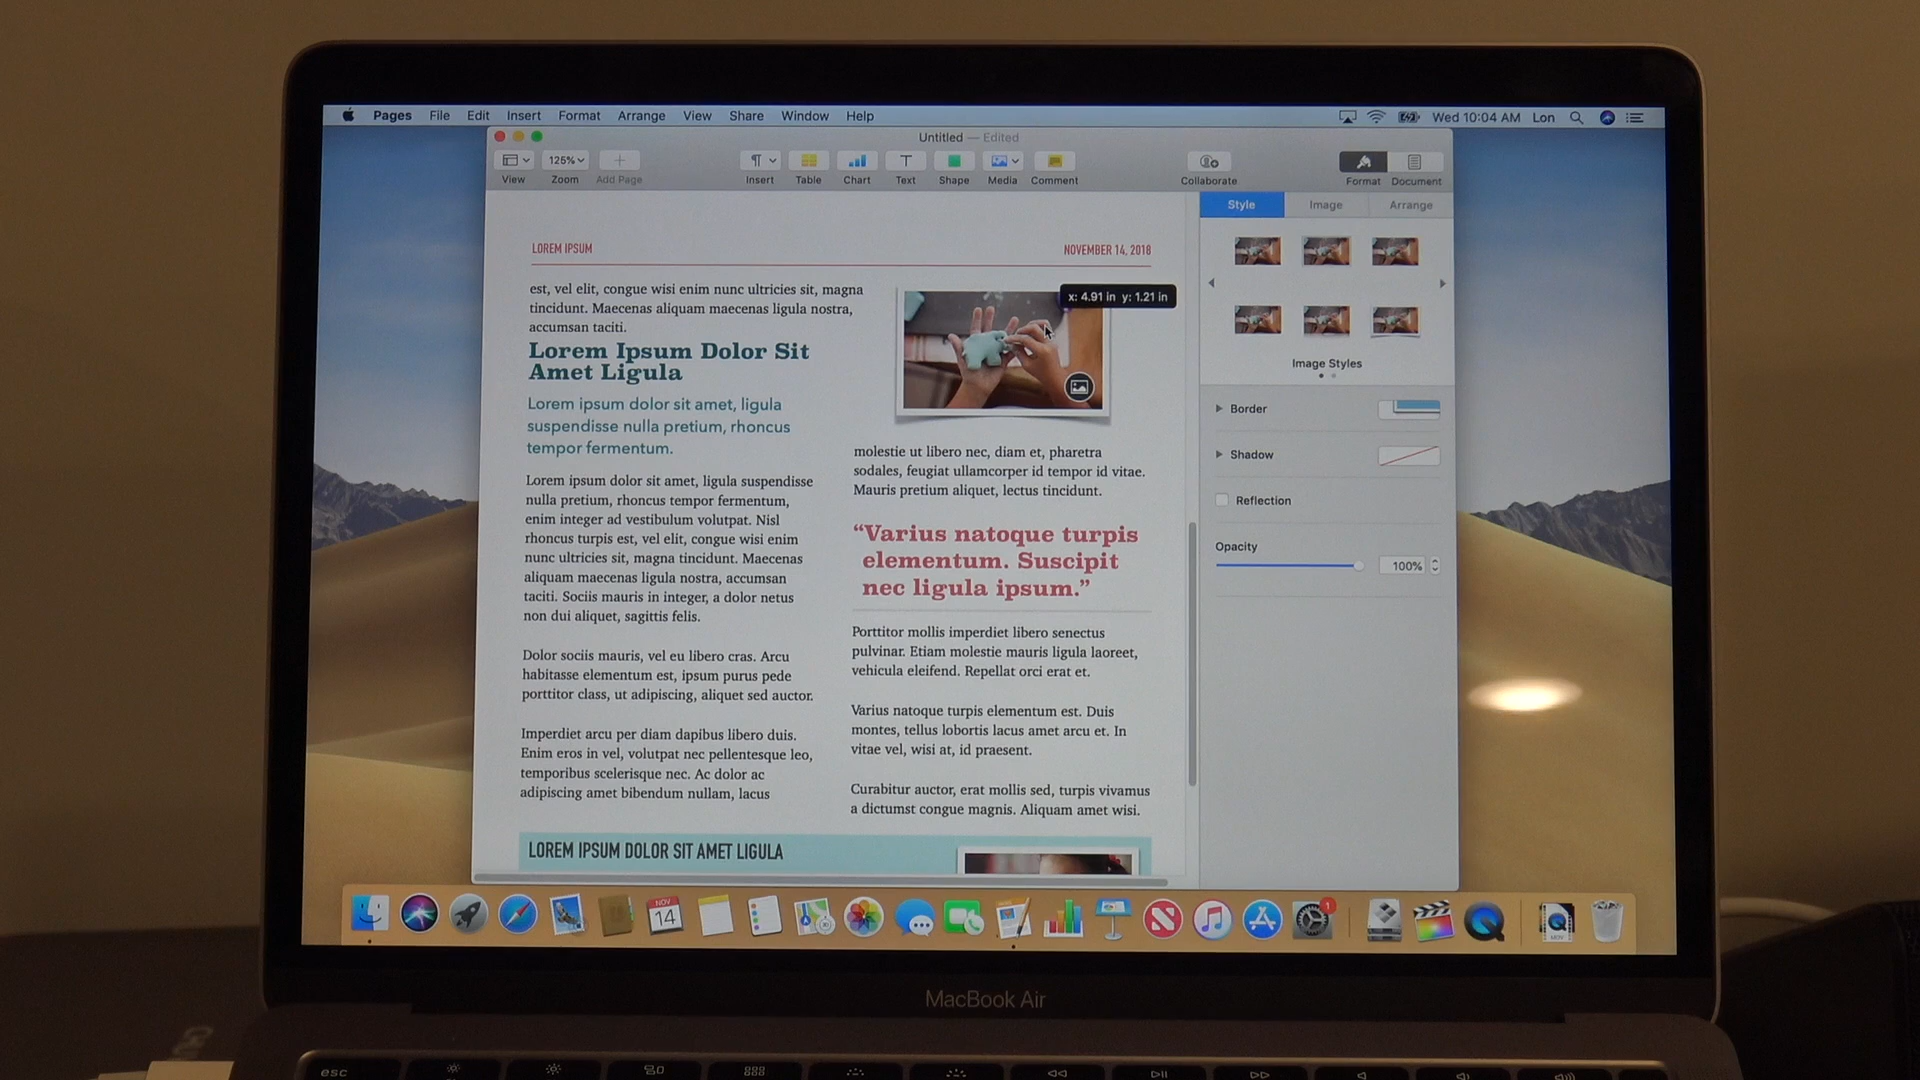 Pages File Edit Insert Format Arrange View Share Window Help
Wed 10:04 AM Lon
Untitled — Edited
125%
View Zoom Add Page Insert Table Chart Text Shape Media Comment Collaborate Format Document
Style Image Arrange
LOREM IPSUM
NOVEMBER 14, 2018
est, vel elit, congue wisi enim nunc ultricies sit, magna
tincidunt. Maecenas aliquam maecenas ligula nostra,
accumsan taciti.
Lorem Ipsum Dolor Sit
Amet Ligula
Lorem ipsum dolor sit amet, ligula
suspendisse nulla pretium, rhoncus
tempor fermentum.
Lorem ipsum dolor sit amet, ligula suspendisse
nulla pretium, rhoncus tempor fermentum,
enim integer ad vestibulum volutpat. Nisl
rhoncus turpis est, vel elit, congue wisi enim
nunc ultricies sit, magna tincidunt. Maecenas
aliquam maecenas ligula nostra, accumsan
taciti. Sociis mauris in integer, a dolor netus
non dui aliquet, sagittis felis.
Dolor sociis mauris, vel eu libero cras. Arcu
habitasse elementum est, ipsum purus pede
porttitor class, ut adipiscing, aliquet sed auctor.
Imperdiet arcu per diam dapibus libero duis.
Enim eros in vel, volutpat nec pellentesque leo,
temporibus scelerisque nec. Ac dolor ac
adipiscing amet bibendum nullam, lacus
x: 4.91 in y: 1.21 in
molestie ut libero nec, diam et, pharetra
sodales, feugiat ullamcorper id tempor id vitae.
Mauris pretium aliquet, lectus tincidunt.
“Varius natoque turpis
elementum. Suscipit
nec ligula ipsum.”
Porttitor mollis imperdiet libero senectus
pulvinar. Etiam molestie mauris ligula laoreet,
vehicula eleifend. Repellat orci erat et.
Varius natoque turpis elementum est. Duis
montes, tellus lobortis lacus amet arcu et. In
vitae vel, wisi at, id praesent.
Curabitur auctor, erat mollis sed, turpis vivamus
a dictumst congue magnis. Aliquam amet wisi.
LOREM IPSUM DOLOR SIT AMET LIGULA
Image Styles
Border
Shadow
Reflection
Opacity
100%
NOV
14
1
MacBook Air
esc